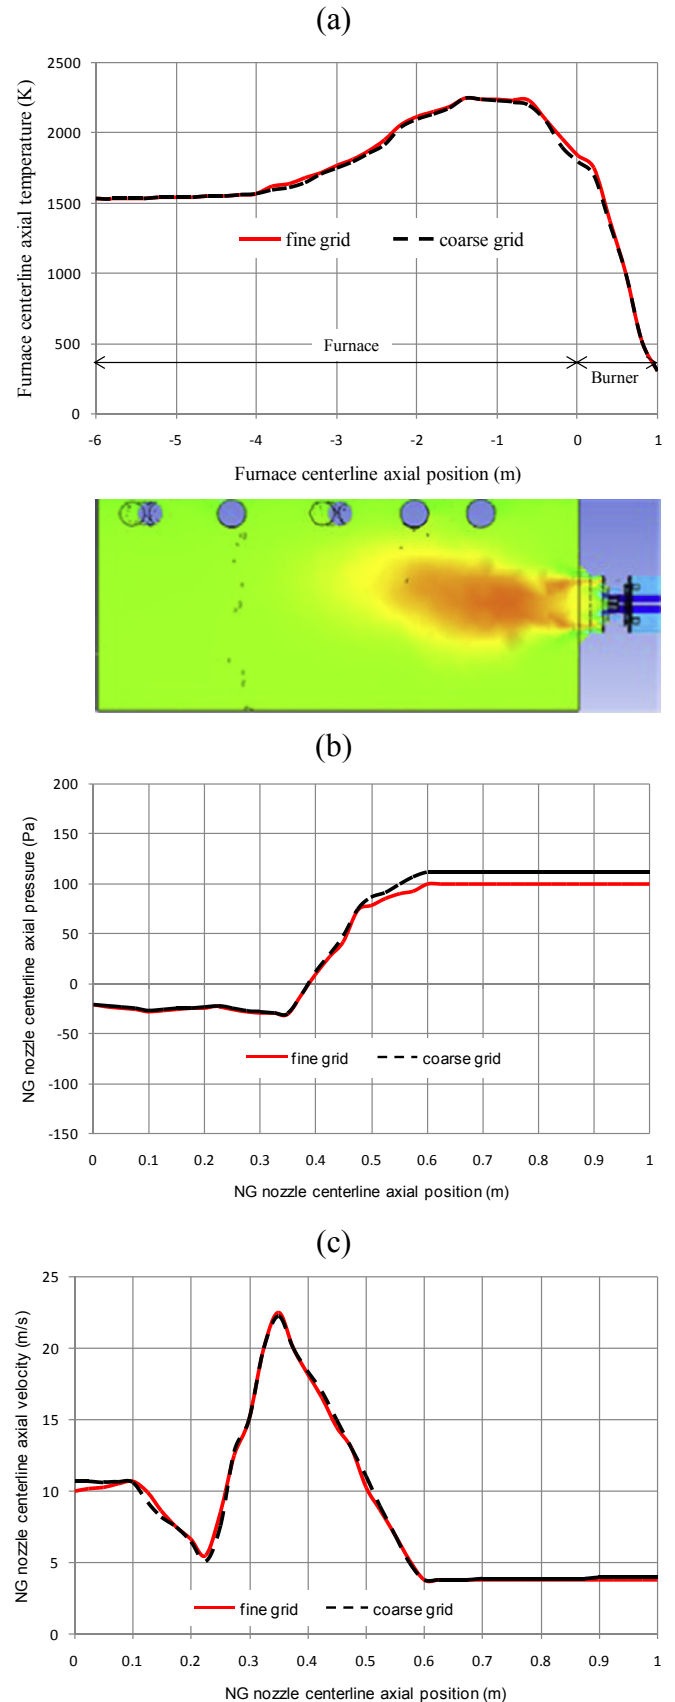 (a)
2500
2000
1500
1000
500
0
Furnace centerline axial temperature (K)
fine grid
coarse grid
Furnace
Burner
-6 -5 -4 -3 -2 -1 0 1
Furnace centerline axial position (m)
(b)
200
150
100
50
0
-50
-100
-150
NG nozzle centerline axial pressure (Pa)
fine grid
coarse grid
0 0.1 0.2 0.3 0.4 0.5 0.6 0.7 0.8 0.9 1
NG nozzle centerline axial position (m)
(c)
25
20
15
10
5
0
NG nozzle centerline axial velocity (m/s)
fine grid
coarse grid
0 0.1 0.2 0.3 0.4 0.5 0.6 0.7 0.8 0.9 1
NG nozzle centerline axial position (m)